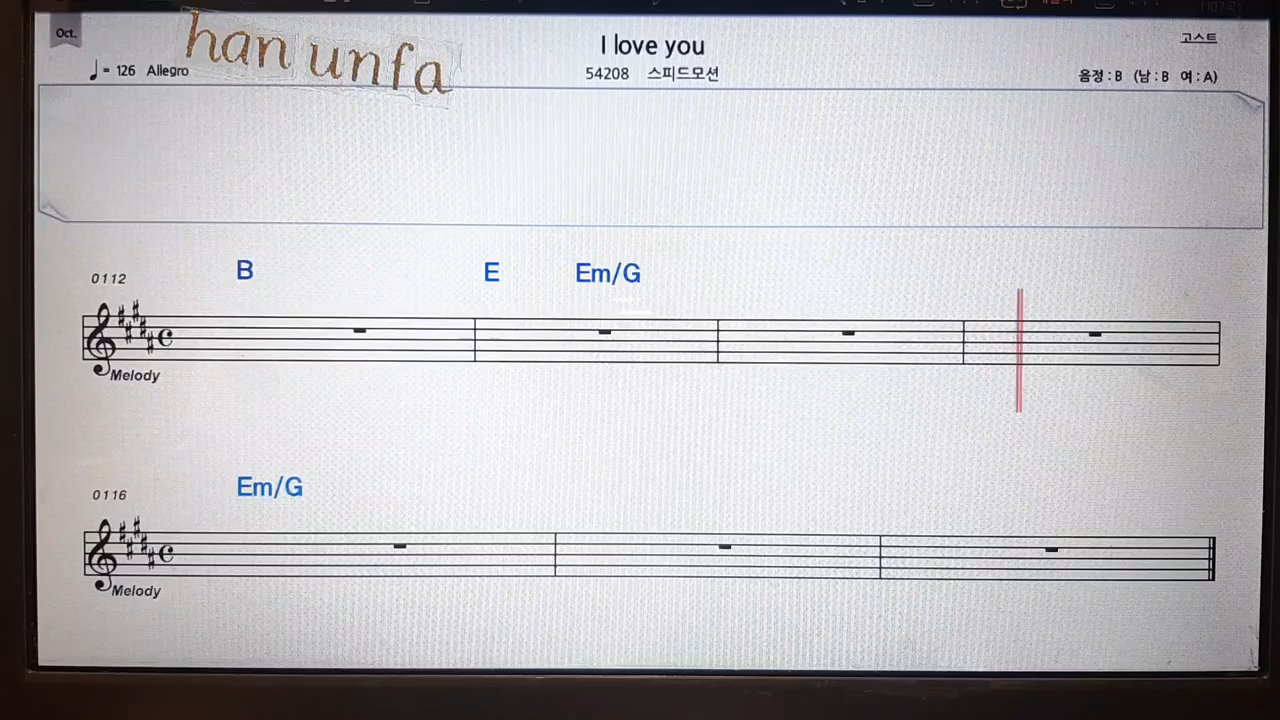 Oct.
han unfa
I love you
고스트
♩= 126 Allegro
54208 스피드모션
음정 : B (남 : B 여 : A)
0112
B E Em/G
Melody
0116
Em/G
Melody